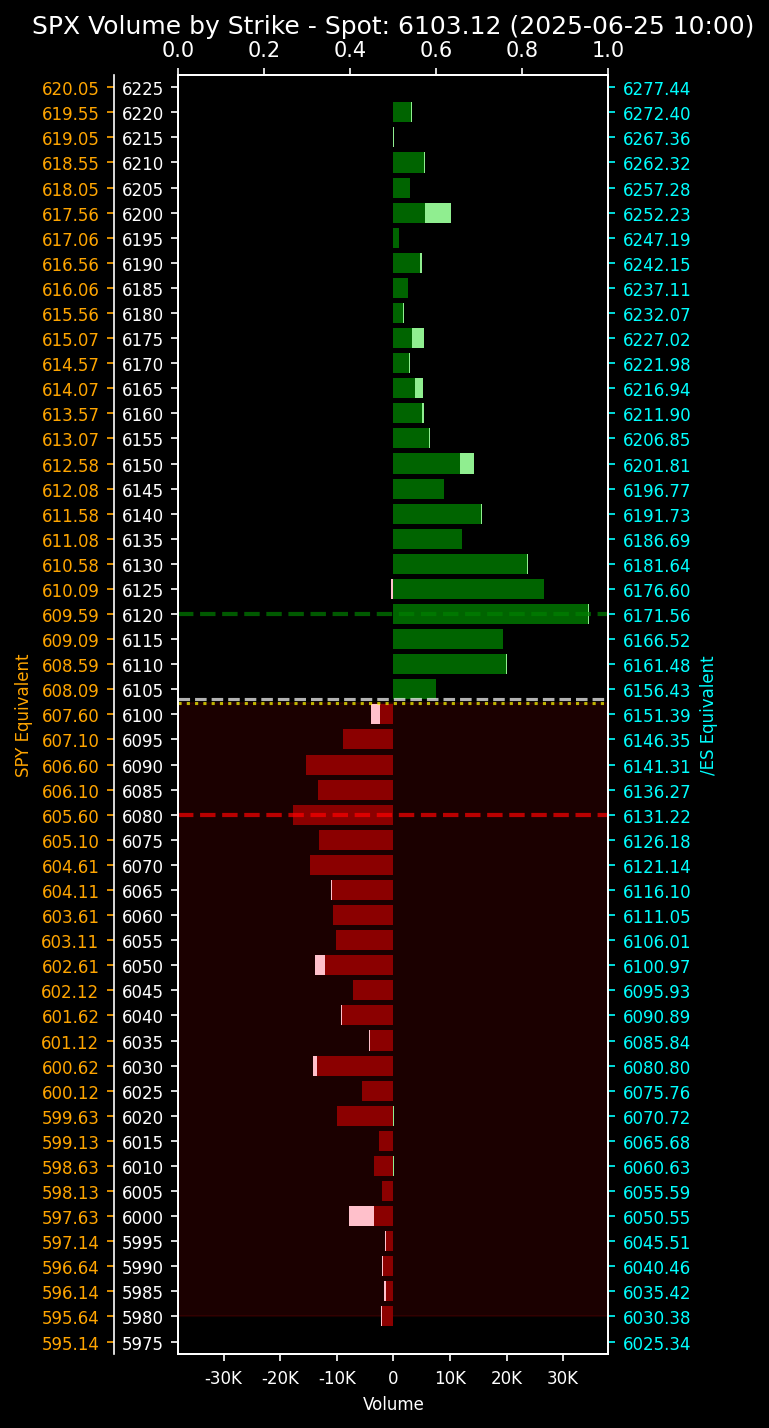 SPX Volume by Strike - Spot: 6103.12 (2025-06-25 10:00)
0.0 0.2 0.4 0.6 0.8 1.0
620.05 6225 6277.44
619.55 6220 6272.40
619.05 6215 6267.36
618.55 6210 6262.32
618.05 6205 6257.28
617.56 6200 6252.23
617.06 6195 6247.19
616.56 6190 6242.15
616.06 6185 6237.11
615.56 6180 6232.07
615.07 6175 6227.02
614.57 6170 6221.98
614.07 6165 6216.94
613.57 6160 6211.90
613.07 6155 6206.85
612.58 6150 6201.81
612.08 6145 6196.77
611.58 6140 6191.73
611.08 6135 6186.69
610.58 6130 6181.64
610.09 6125 6176.60
609.59 6120 6171.56
609.09 6115 6166.52
608.59 6110 6161.48
608.09 6105 6156.43
607.60 6100 6151.39
607.10 6095 6146.35
606.60 6090 6141.31
606.10 6085 6136.27
605.60 6080 6131.22
605.10 6075 6126.18
604.61 6070 6121.14
604.11 6065 6116.10
603.61 6060 6111.05
603.11 6055 6106.01
602.61 6050 6100.97
602.12 6045 6095.93
601.62 6040 6090.89
601.12 6035 6085.84
600.62 6030 6080.80
600.12 6025 6075.76
599.63 6020 6070.72
599.13 6015 6065.68
598.63 6010 6060.63
598.13 6005 6055.59
597.63 6000 6050.55
597.14 5995 6045.51
596.64 5990 6040.46
596.14 5985 6035.42
595.64 5980 6030.38
595.14 5975 6025.34
SPY Equivalent
/ES Equivalent
-30K -20K -10K 0 10K 20K 30K
Volume